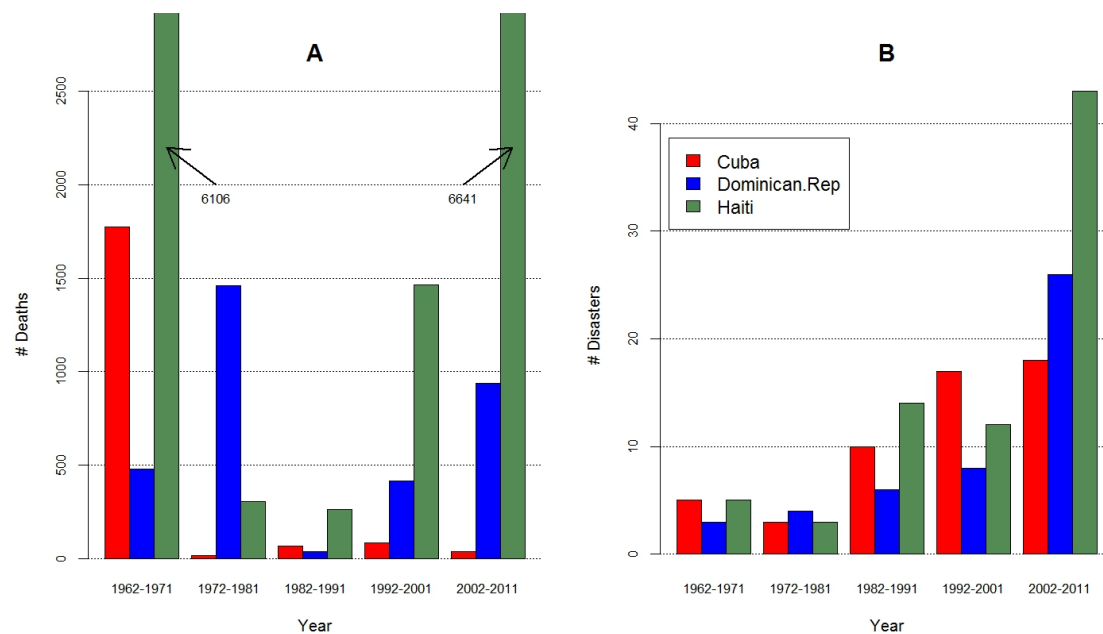 A
# Deaths
2500
2000
1500
1000
500
0
6106
6641
1962-1971
1972-1981
1982-1991
1992-2001
2002-2011
Year
B
# Disasters
40
30
20
10
0
Cuba
Dominican.Rep
Haiti
1962-1971
1972-1981
1982-1991
1992-2001
2002-2011
Year